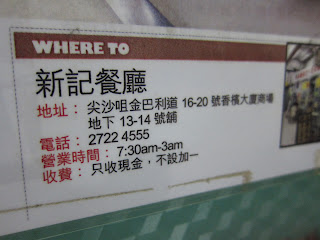 WHERE TO
新記餐廳
地址： 尖沙咀金巴利道 16-20 號香檳大廈商場
地下 13-14 號舖
電話： 2722 4555
營業時間： 7:30am-3am
收費： 只收現金，不設加一